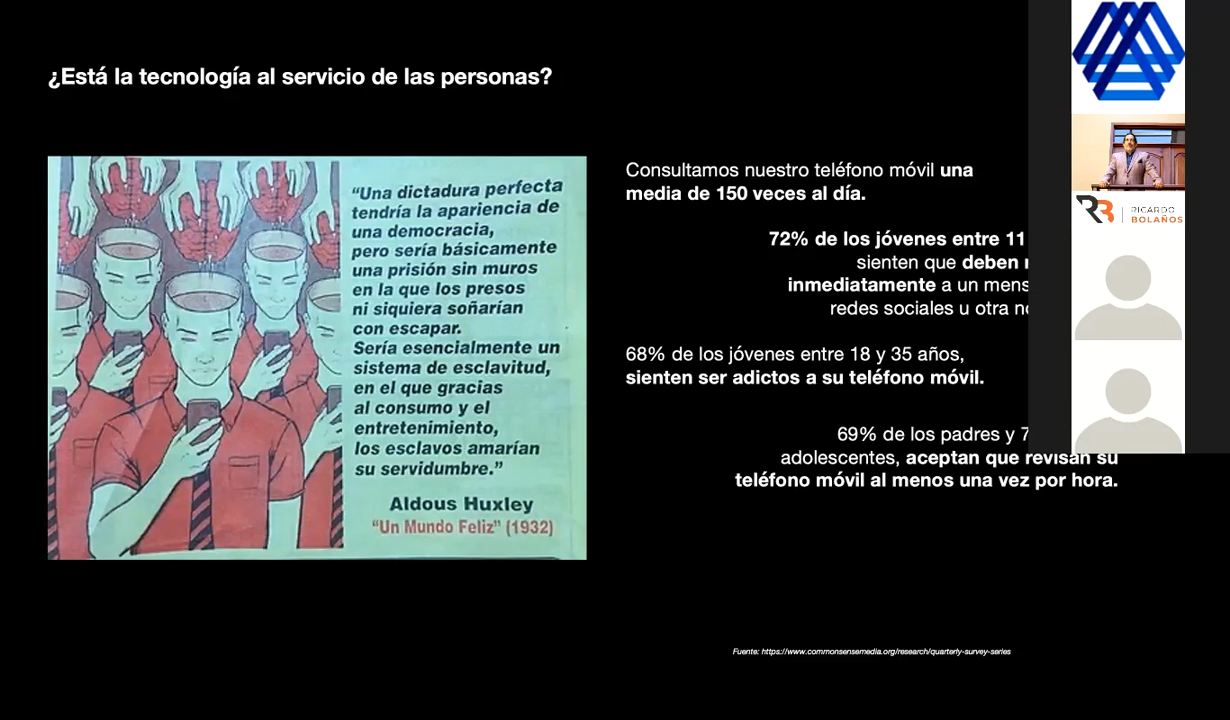 ¿Está la tecnología al servicio de las personas?
“Una dictadura perfecta
tendría la apariencia de
una democracia,
pero sería básicamente
una prisión sin muros
en la que los presos
ni siquiera soñarían
con escapar.
Sería esencialmente un
sistema de esclavitud,
en el que gracias
al consumo y el
entretenimiento,
los esclavos amarían
su servidumbre.”
Aldous Huxley
“Un Mundo Feliz” (1932)
Consultamos nuestro teléfono móvil una
media de 150 veces al día.
72% de los jóvenes entre 11
sienten que deben
inmediatamente a un
redes sociales u otra
68% de los jóvenes entre 18 y 35 años,
sienten ser adictos a su teléfono móvil.
69% de los padres y
adolescentes, aceptan que revisan su
teléfono móvil al menos una vez por hora.
Fuente: https://www.commonsensemedia.org/research/quarterly-survey-series
RICARDO
BOLAÑOS